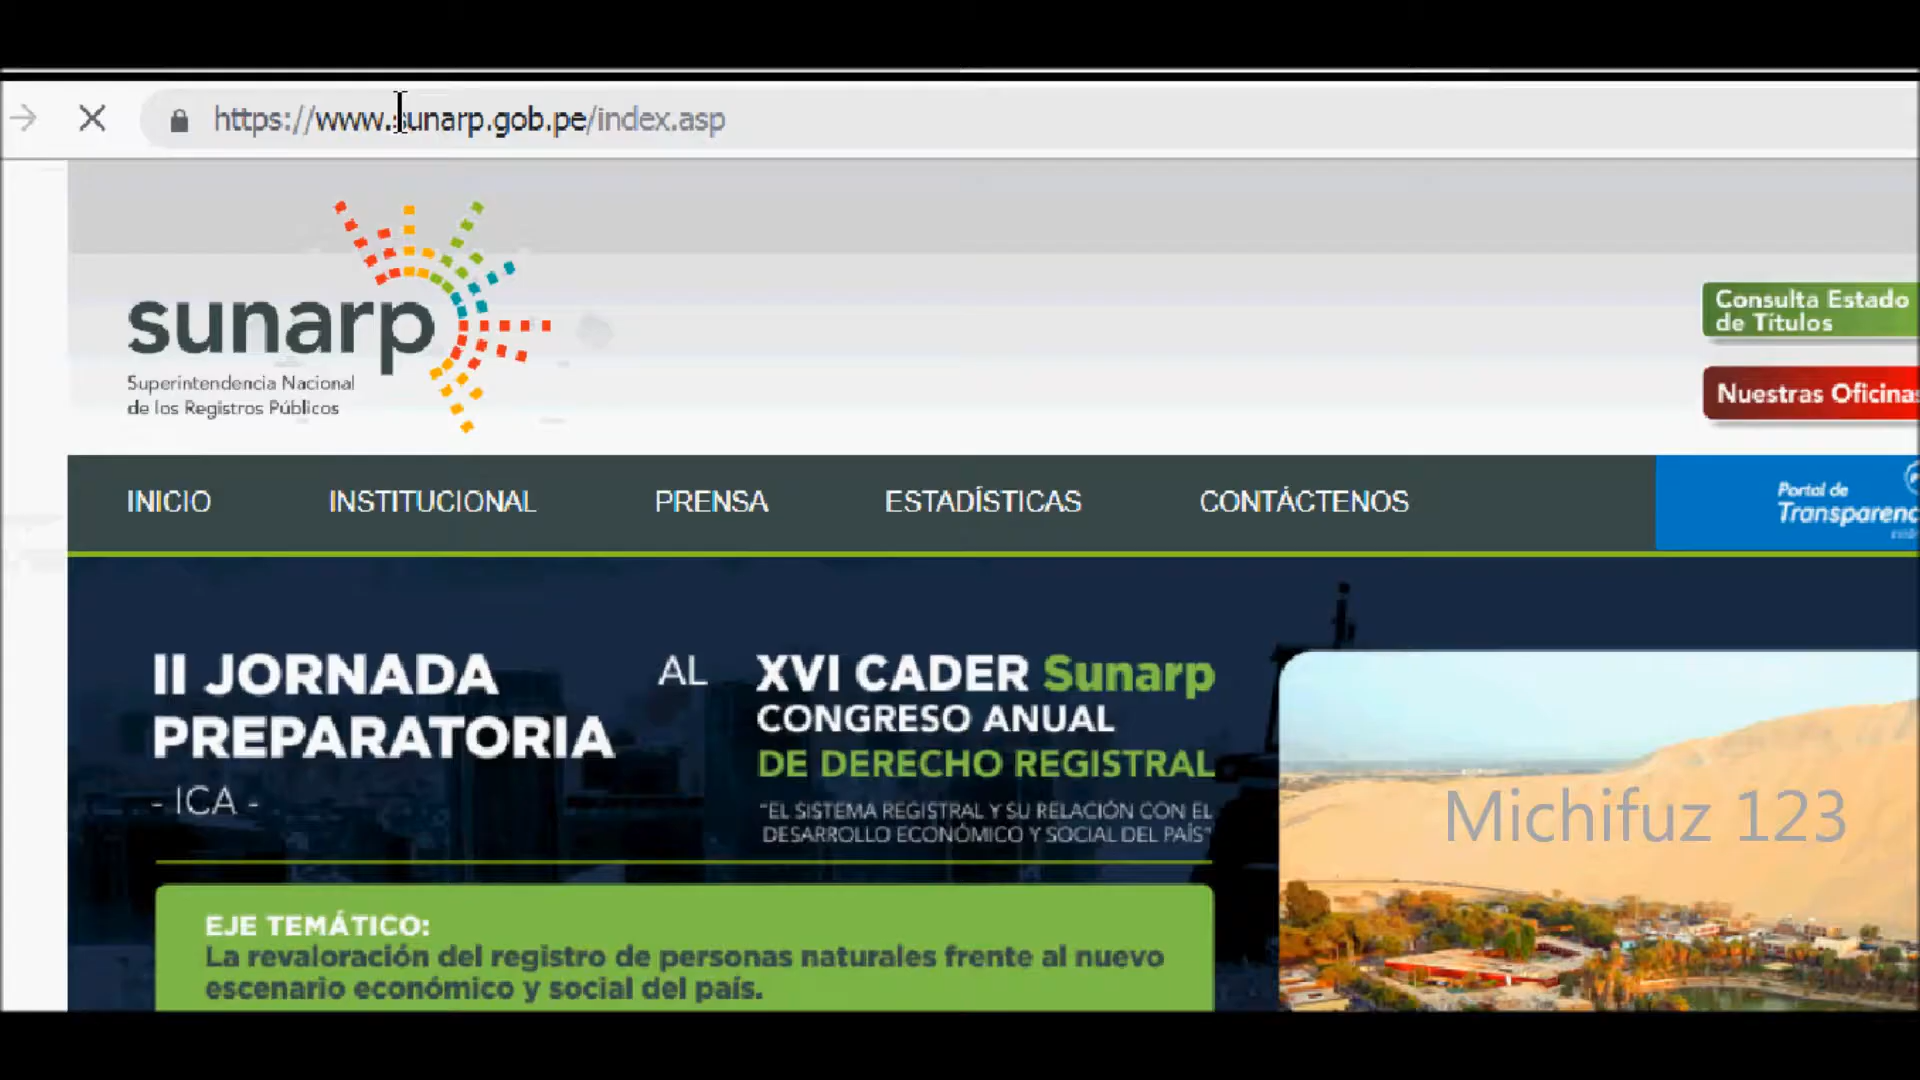 https://www.sunarp.gob.pe/index.asp
sunarp
Superintendencia Nacional
de los Registros Públicos
Consulta Estado
de Títulos
Nuestras Oficinas
INICIO
INSTITUCIONAL
PRENSA
ESTADÍSTICAS
CONTÁCTENOS
Portal de
Transparenc
II JORNADA
PREPARATORIA
- ICA -
AL
XVI CADER Sunarp
CONGRESO ANUAL
DE DERECHO REGISTRAL
"EL SISTEMA REGISTRAL Y SU RELACIÓN CON EL
DESARROLLO ECONÓMICO Y SOCIAL DEL PAÍS"
EJE TEMÁTICO:
La revaloración del registro de personas naturales frente al nuevo
escenario económico y social del país.
Michifuz 123